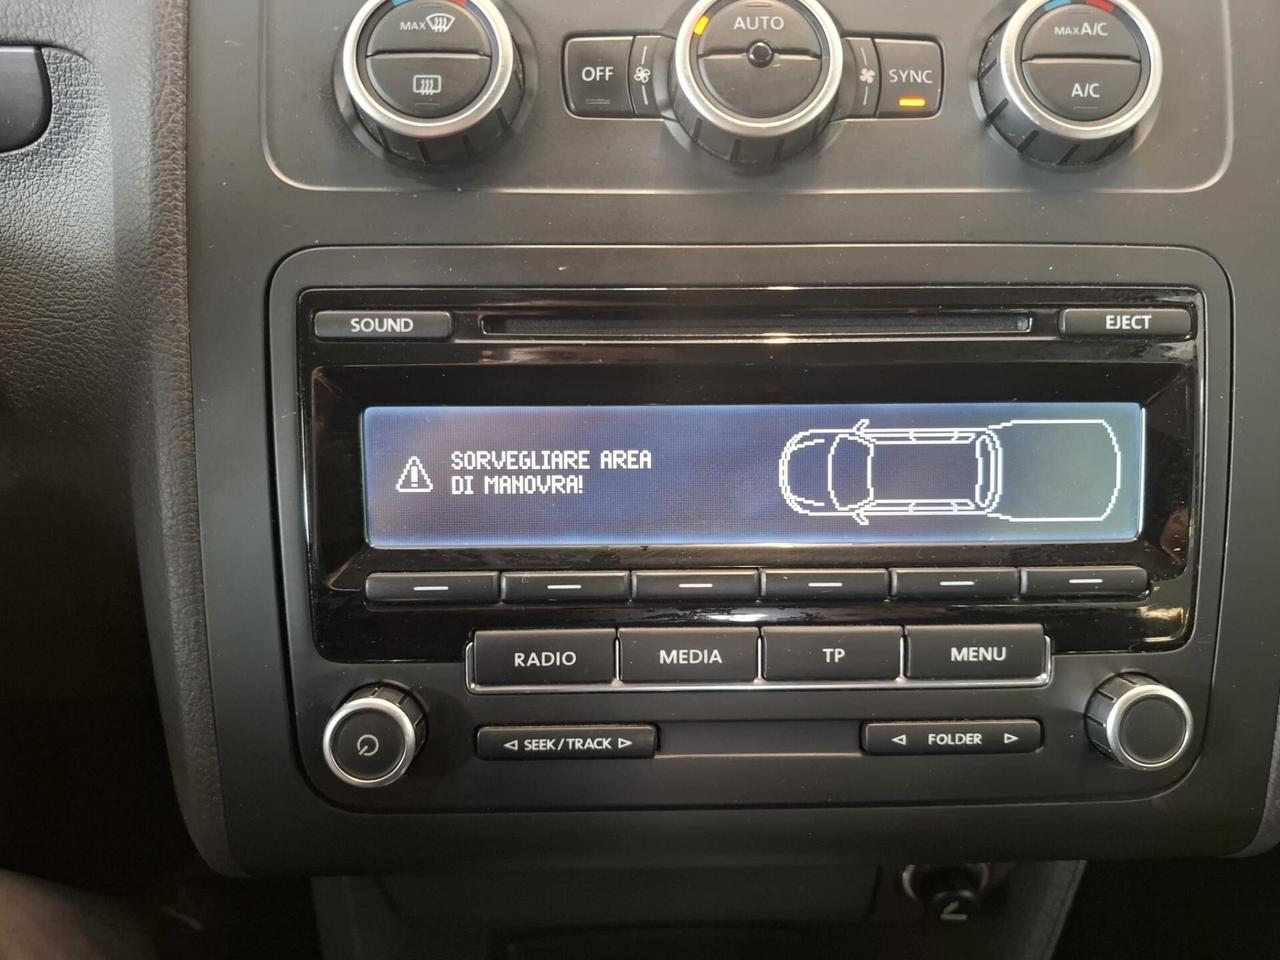 MAX
AUTO
MAX A/C
OFF
SYNC
A/C
SOUND
EJECT
SORVEGLIARE AREA
DI MANOVRA!
RADIO
MEDIA
TP
MENU
SEEK/TRACK
FOLDER